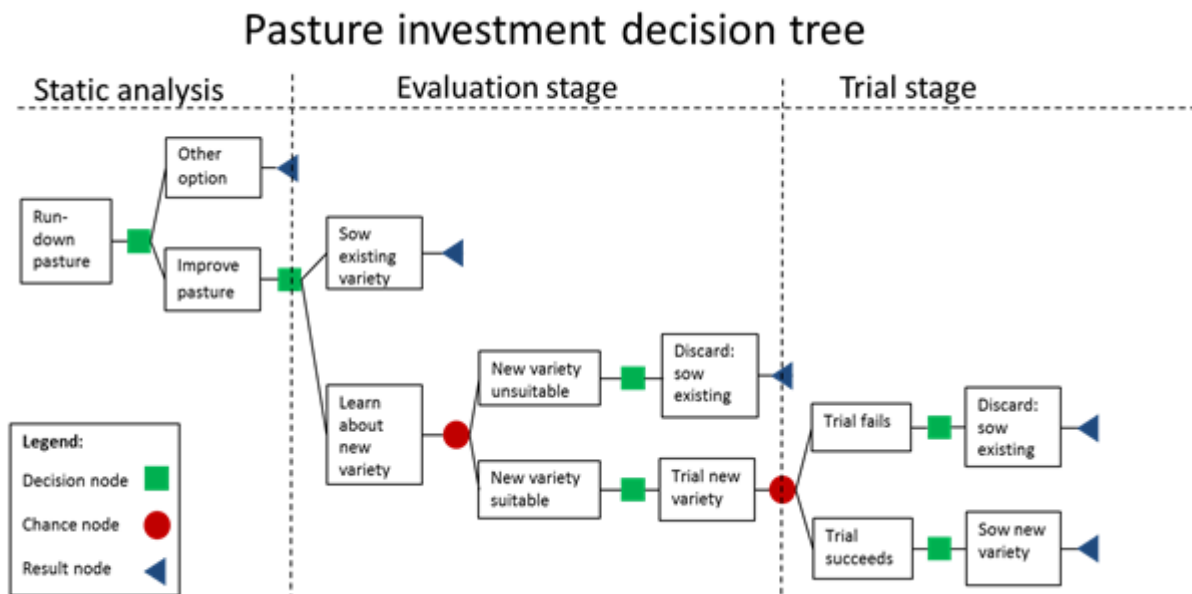 Pasture investment decision tree
Static analysis
Evaluation stage
Trial stage
Other
option
Run-
down
pasture
Improve
pasture
Sow
existing
variety
Learn
about
new
variety
New variety
unsuitable
Discard:
sow
existing
New variety
suitable
Trial new
variety
Trial fails
Discard:
sow
existing
Trial
succeeds
Sow new
variety
Legend:
Decision node
Chance node
Result node